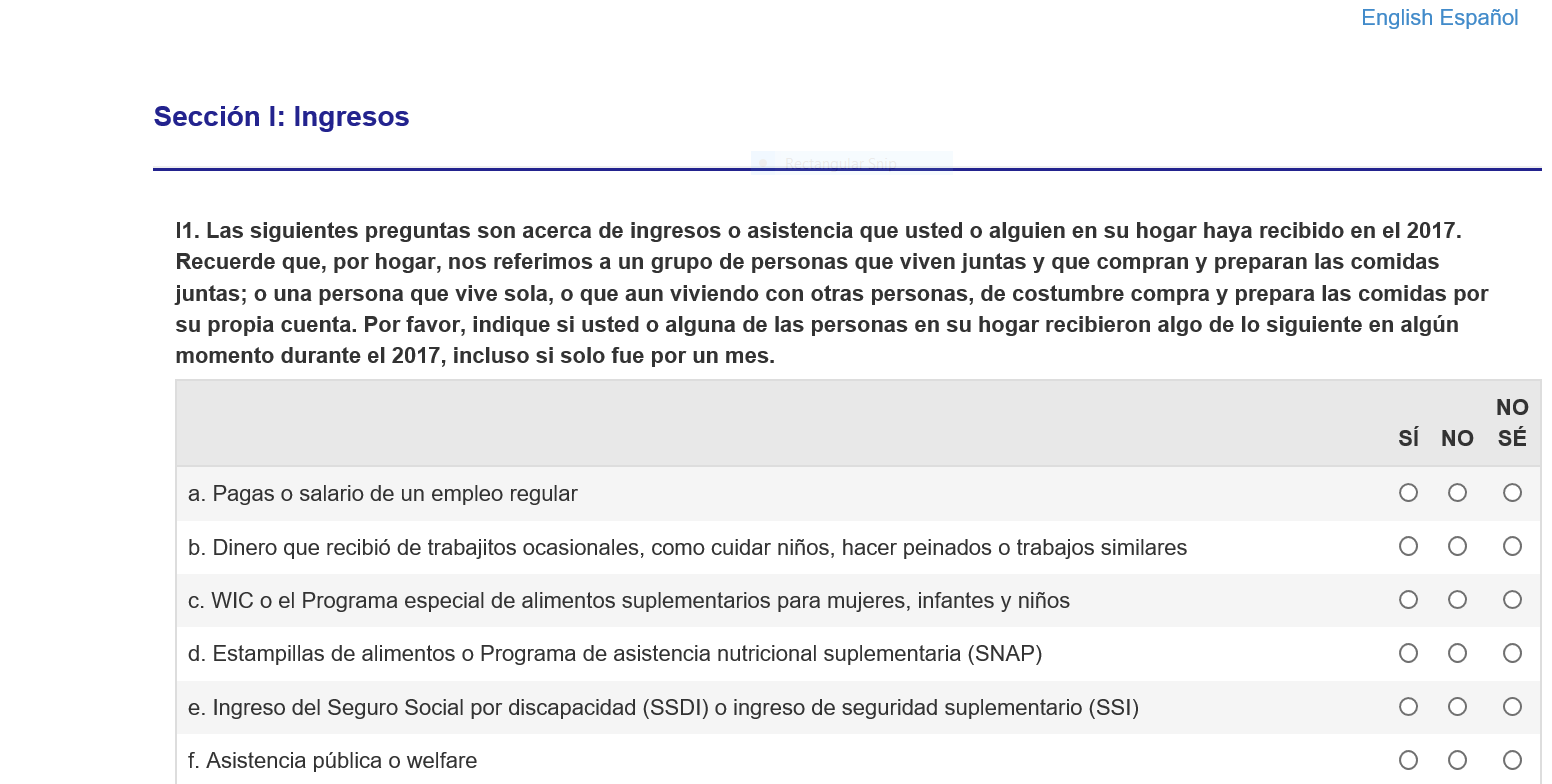 English Español
Sección I: Ingresos
Rectangular Snip
I1. Las siguientes preguntas son acerca de ingresos o asistencia que usted o alguien en su hogar haya recibido en el 2017.
Recuerde que, por hogar, nos referimos a un grupo de personas que viven juntas y que compran y preparan las comidas
juntas; o una persona que vive sola, o que aun viviendo con otras personas, de costumbre compra y prepara las comidas por
su propia cuenta. Por favor, indique si usted o alguna de las personas en su hogar recibieron algo de lo siguiente en algún
momento durante el 2017, incluso si solo fue por un mes.
NO
SÍ NO SÉ
a. Pagas o salario de un empleo regular
b. Dinero que recibió de trabajitos ocasionales, como cuidar niños, hacer peinados o trabajos similares
c. WIC o el Programa especial de alimentos suplementarios para mujeres, infantes y niños
d. Estampillas de alimentos o Programa de asistencia nutricional suplementaria (SNAP)
e. Ingreso del Seguro Social por discapacidad (SSDI) o ingreso de seguridad suplementario (SSI)
f. Asistencia pública o welfare